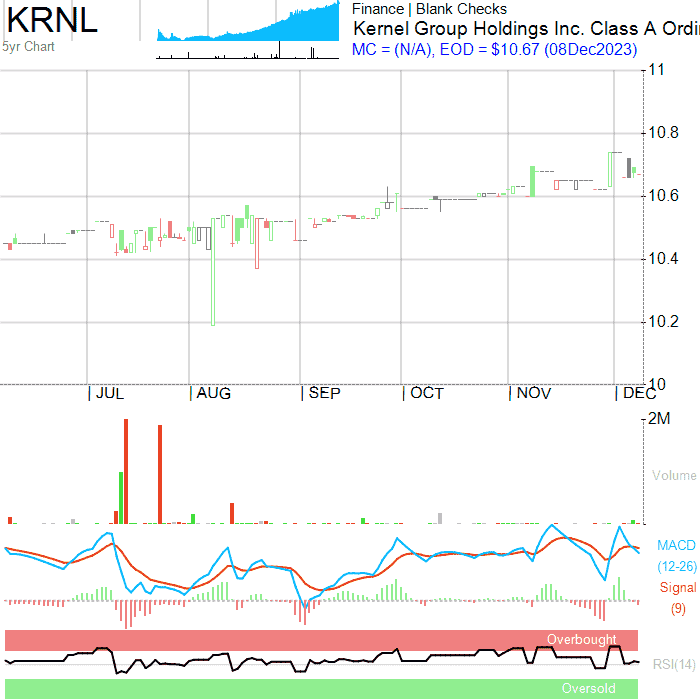 KRNL
5yr Chart
Finance | Blank Checks
Kernel Group Holdings Inc. Class A Ordi
MC = (N/A), EOD = $10.67 (08Dec2023)
11
10.8
10.6
10.4
10.2
10
| JUL | AUG | SEP | OCT | NOV | DEC
2M
Volume
MACD
(12-26)
Signal
(9)
Overbought
RSI(14)
Oversold